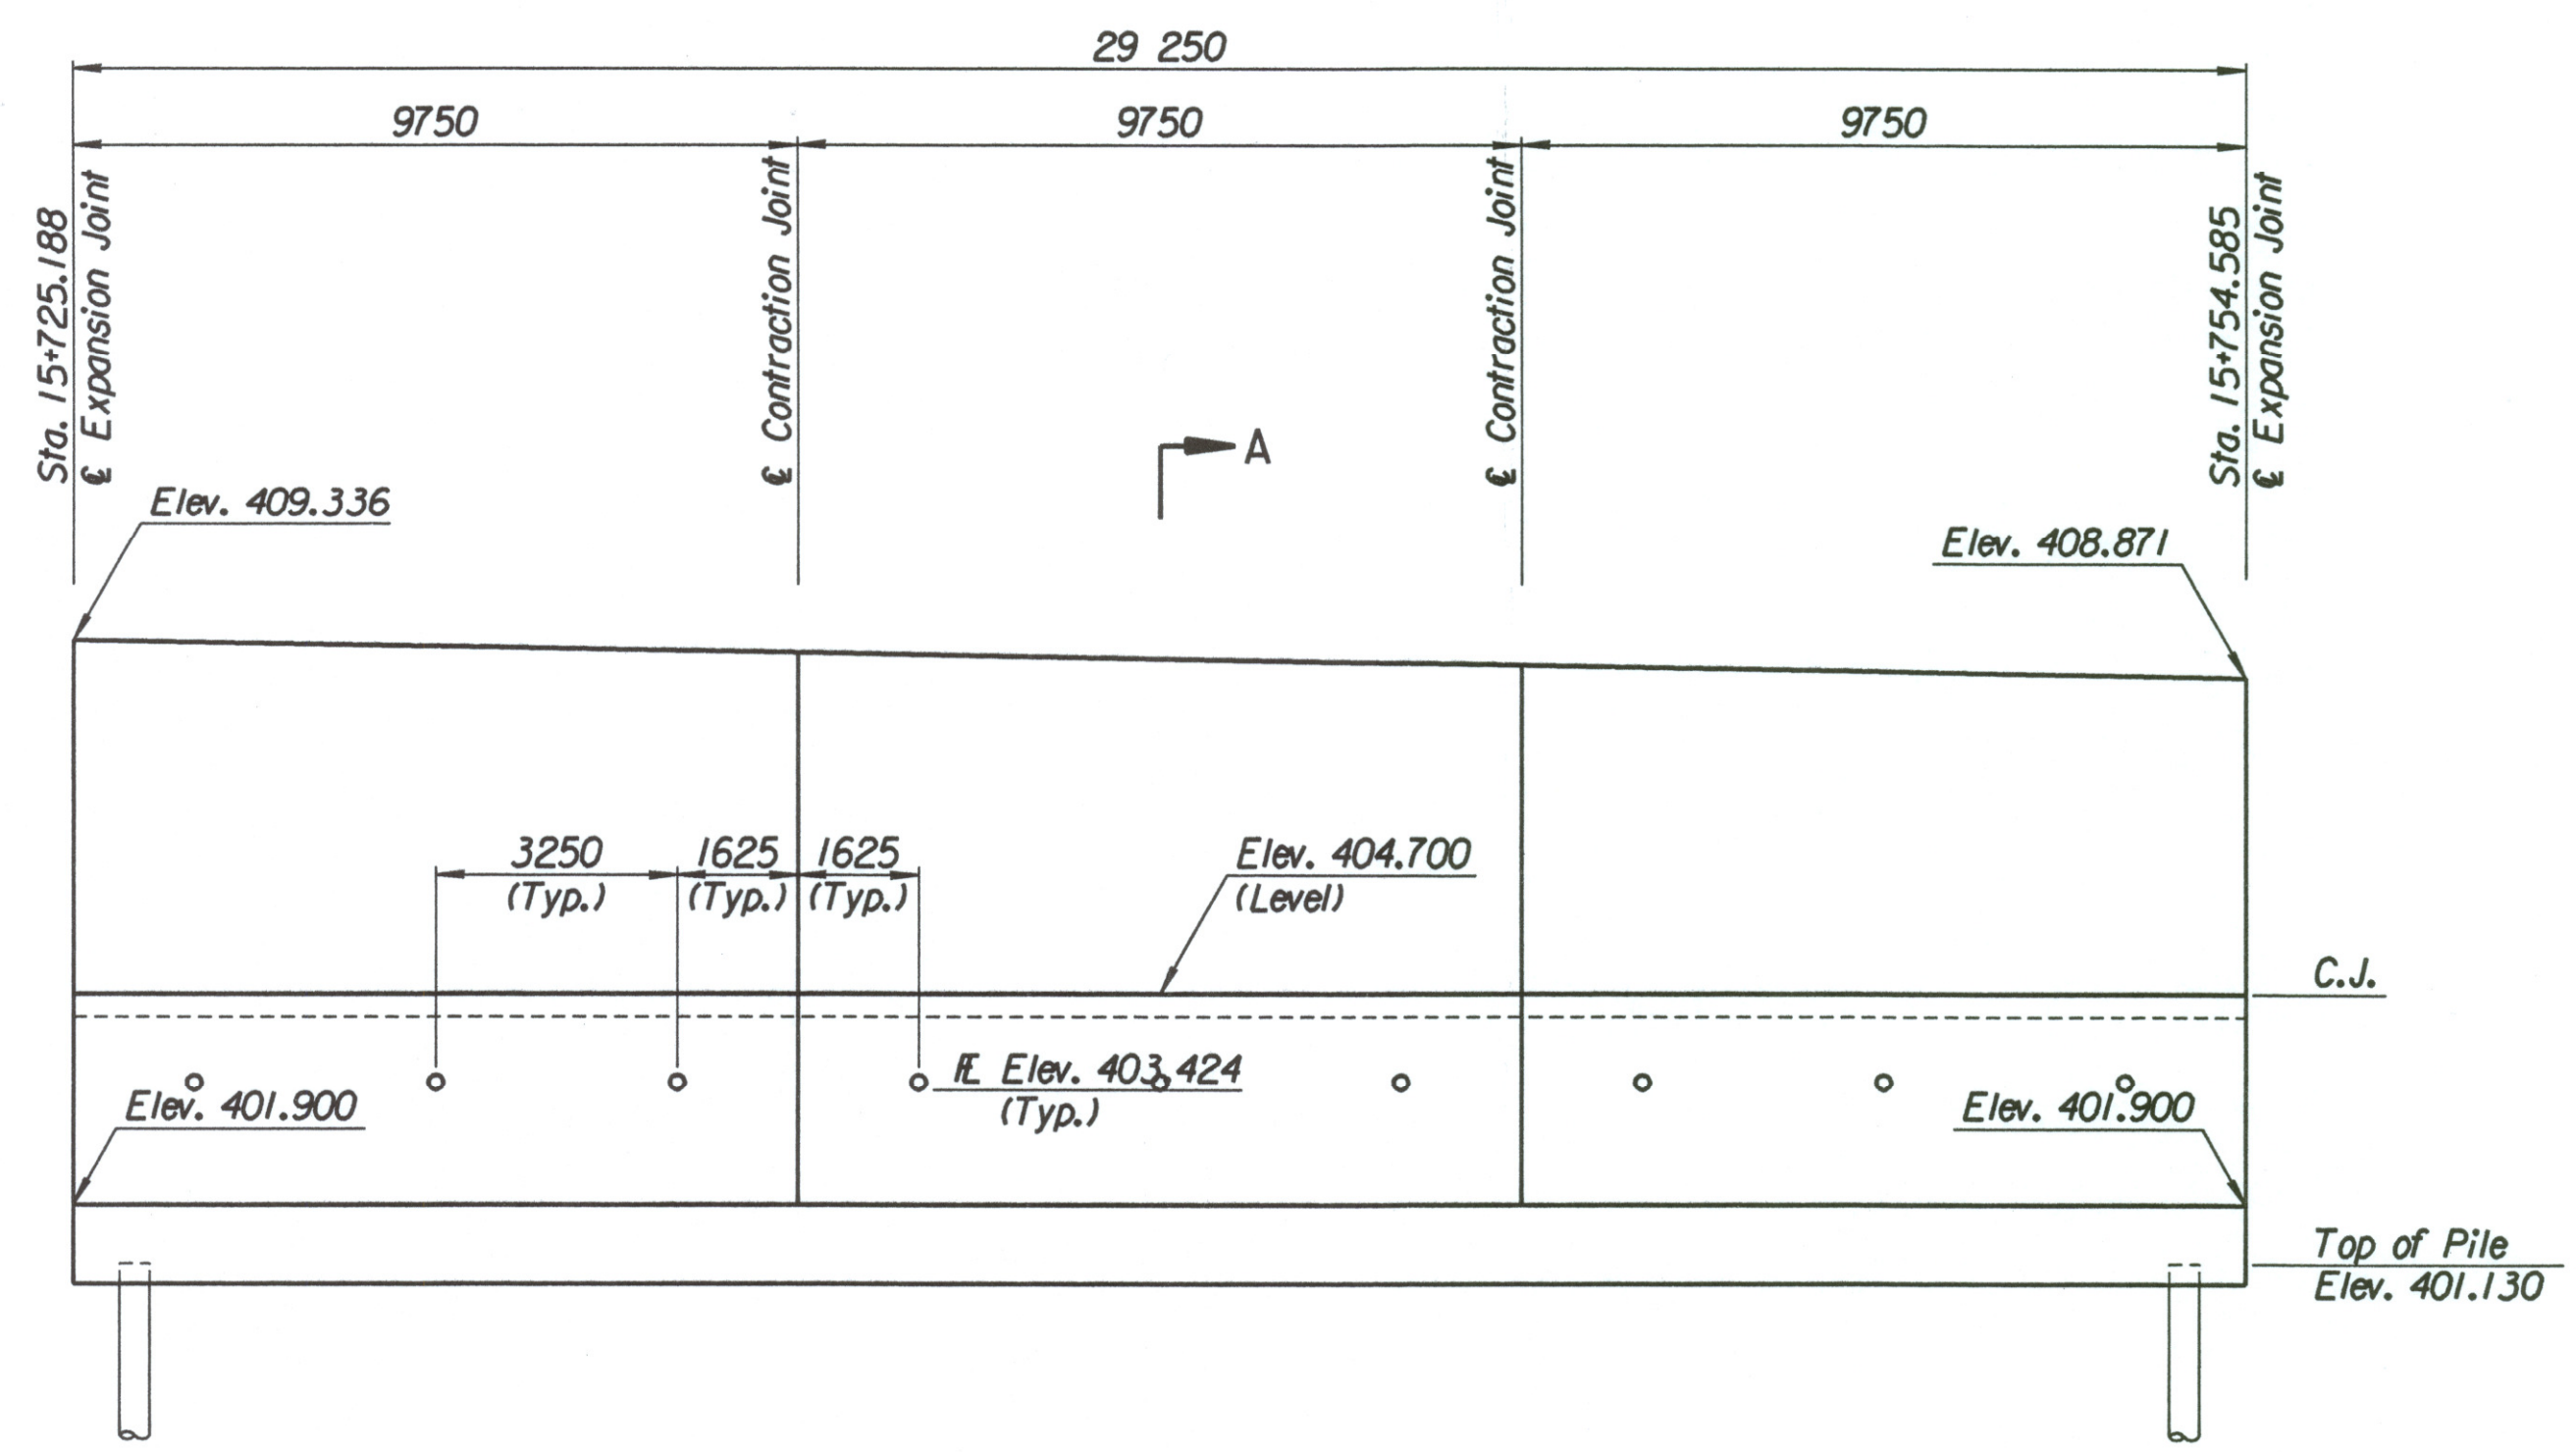 29 250
9750
9750
9750
Sta. 15+725.188
℄ Expansion Joint
℄ Contraction Joint
℄ Contraction Joint
Sta. 15+754.585
℄ Expansion Joint
A
Elev. 409.336
Elev. 408.871
3250
(Typ.)
1625
(Typ.)
1625
(Typ.)
Elev. 404.700
(Level)
C.J.
Elev. 403.424
(Typ.)
Elev. 401.900
Elev. 401.900
Top of Pile
Elev. 401.130